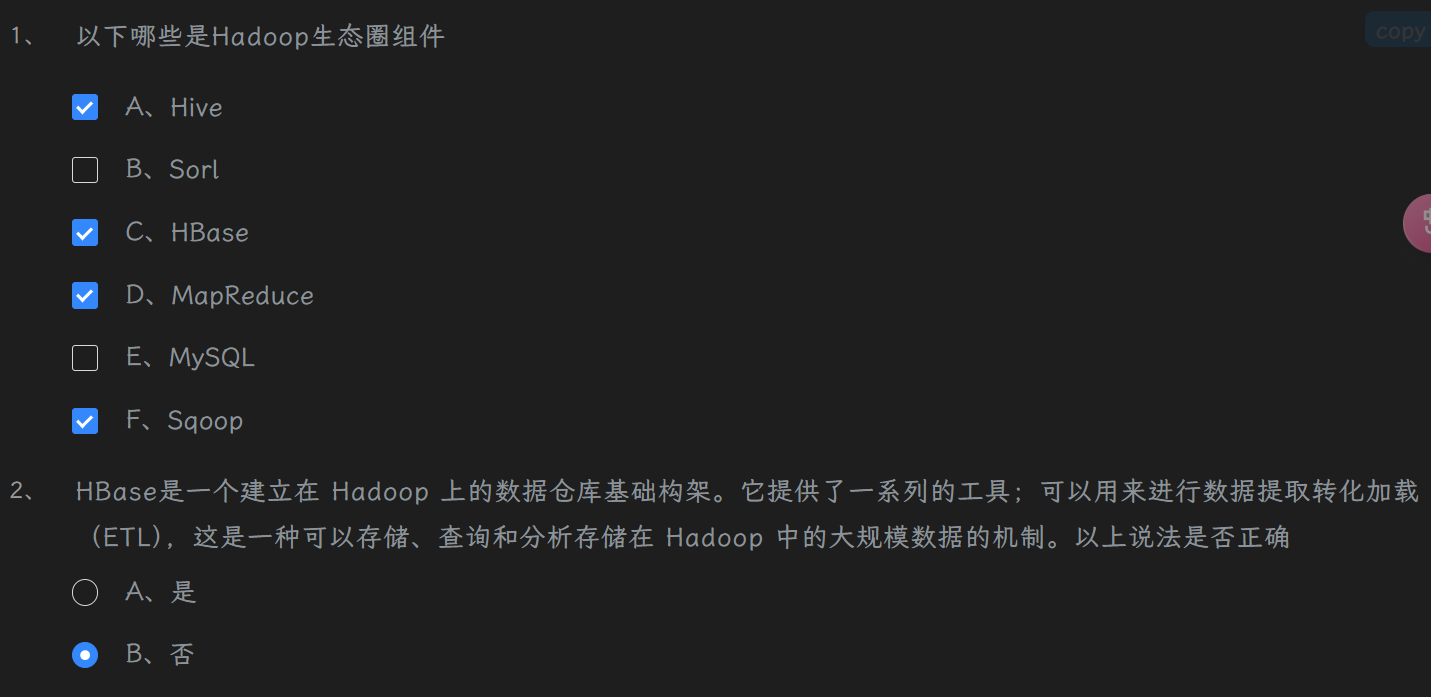 1、 以下哪些是Hadoop生态圈组件
copy
A、Hive
B、Sorl
C、HBase
D、MapReduce
E、MySQL
F、Sqoop
2、 HBase是一个建立在 Hadoop 上的数据仓库基础构架。它提供了一系列的工具；可以用来进行数据提取转化加载
（ETL），这是一种可以存储、查询和分析存储在 Hadoop 中的大规模数据的机制。以上说法是否正确
A、是
B、否